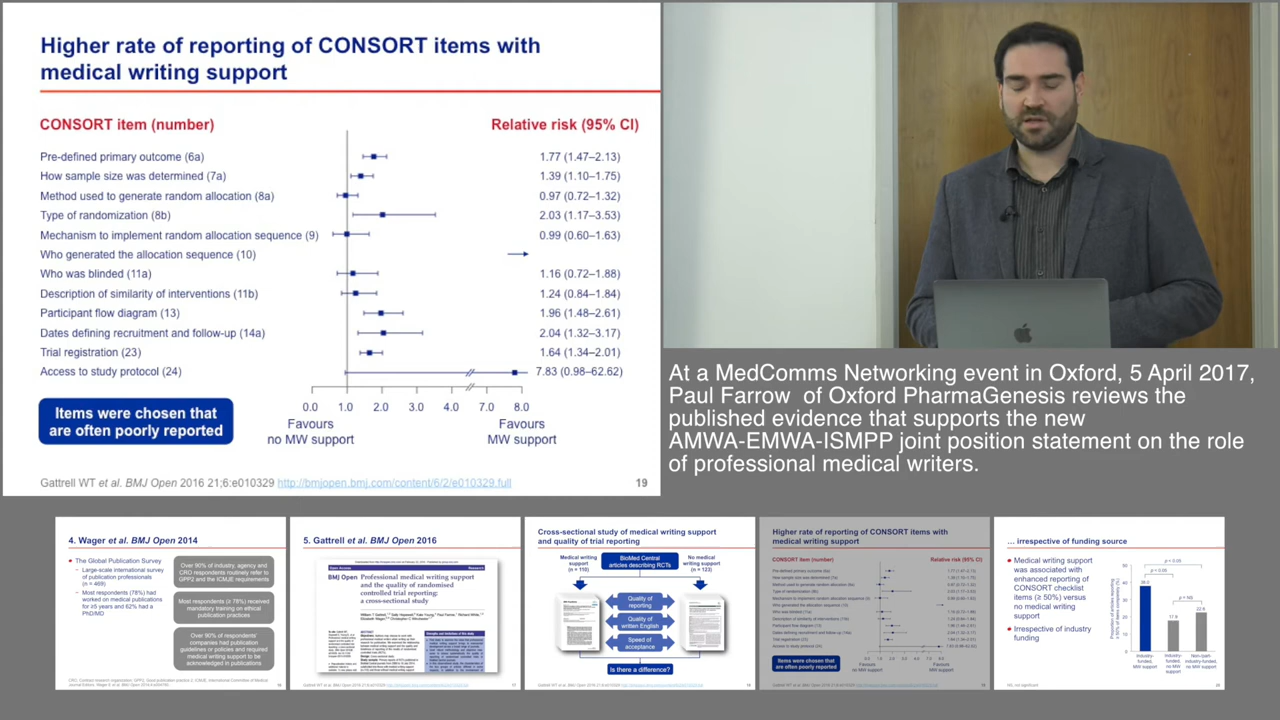 Higher rate of reporting of CONSORT items with
medical writing support
CONSORT item (number)
Relative risk (95% CI)
Pre-defined primary outcome (6a)
1.77 (1.47–2.13)
How sample size was determined (7a)
1.39 (1.10–1.75)
Method used to generate random allocation (8a)
0.97 (0.72–1.32)
Type of randomization (8b)
2.03 (1.17–3.53)
Mechanism to implement random allocation sequence (9)
0.99 (0.60–1.63)
Who generated the allocation sequence (10)
Who was blinded (11a)
1.16 (0.72–1.88)
Description of similarity of interventions (11b)
1.24 (0.84–1.84)
Participant flow diagram (13)
1.96 (1.48–2.61)
Dates defining recruitment and follow-up (14a)
2.04 (1.32–3.17)
Trial registration (23)
1.64 (1.34–2.01)
Access to study protocol (24)
7.83 (0.98–62.62)
0.0 1.0 2.0 3.0 4.0 7.0 8.0
Favours
no MW support
Favours
MW support
Items were chosen that
are often poorly reported
Gattrell WT et al. BMJ Open 2016 21;6:e010329 http://bmjopen.bmj.com/content/6/2/e010329.full
19
At a MedComms Networking event in Oxford, 5 April 2017,
Paul Farrow of Oxford PharmaGenesis reviews the
published evidence that supports the new
AMWA-EMWA-ISMPP joint position statement on the role
of professional medical writers.
4. Wager et al. BMJ Open 2014
The Global Publication Survey
– Large-scale international survey
of publication professionals
(n = 469)
– Most respondents (78%) had
worked on medical publications for
≥5 years and 62% had a
PhD/MD
Over 90% of industry, agency and
CRO respondents routinely refer to
GPP2 and the ICMJE requirements
Most respondents (≥ 78%) received
mandatory training on ethical
publication practices
Over 90% of respondents'
companies had publication
guidelines or policies and required
medical writing support to be
acknowledged in publications
5. Gattrell et al. BMJ Open 2016
BMJ Open
Professional medical writing support
and the quality of randomised
controlled trial reporting:
a cross-sectional study
Cross-sectional study of medical writing support
and quality of trial reporting
Medical writing
support
(n = 110)
BioMed Central
articles describing RCTs
No medical
writing support
(n = 123)
Quality of
reporting
Quality of
written English
Speed of
acceptance
Is there a difference?
Higher rate of reporting of CONSORT items with
medical writing support
CONSORT item (number)
Relative risk (95% CI)
Items were chosen that
are often poorly reported
Favours
no MW support
Favours
MW support
... irrespective of funding source
Medical writing support
was associated with
enhanced reporting of
CONSORT checklist
items (≥ 50%) versus
no medical writing
support
Irrespective of industry
funding
Industry-
funded,
MW support
Industry-
funded,
no MW
support
Non-industry-funded,
no MW support